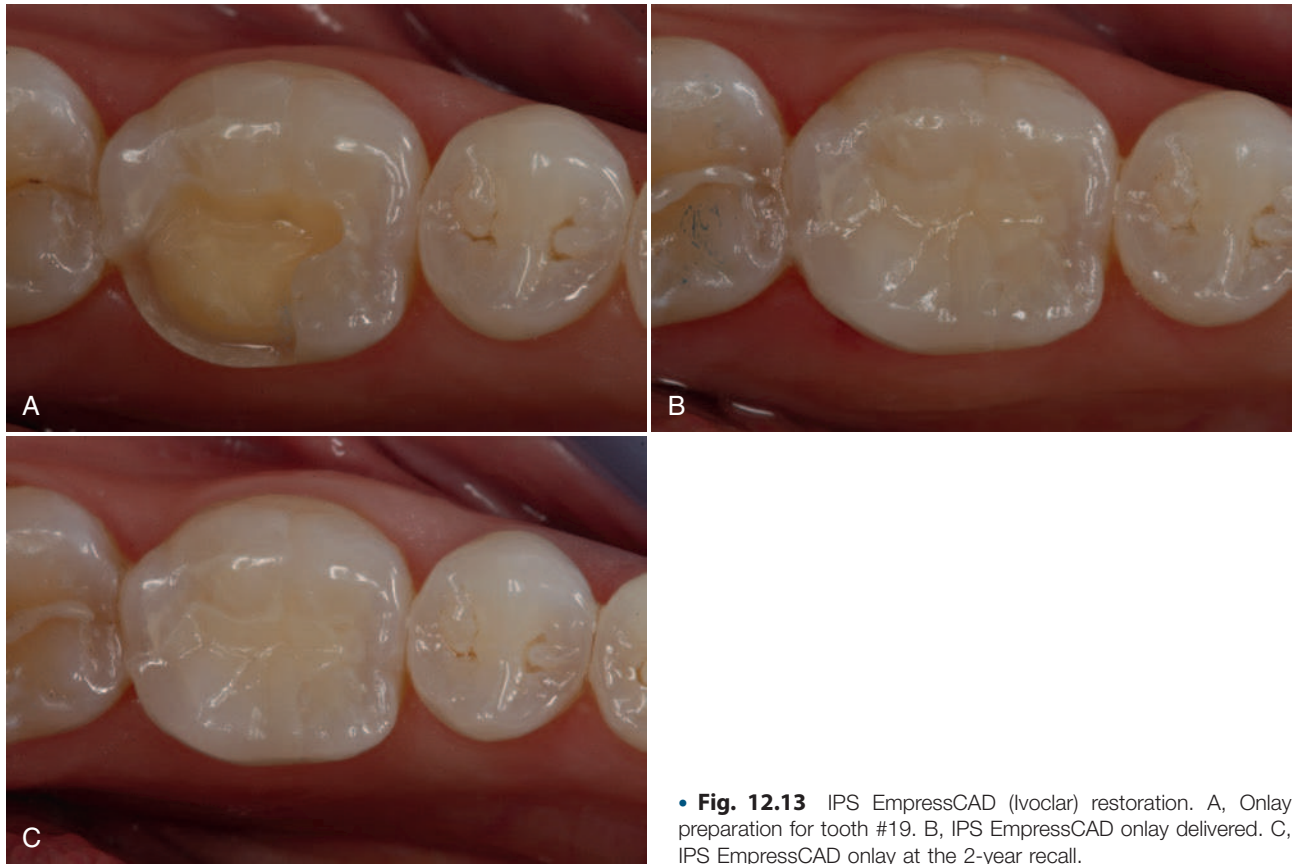 A
B
C
• Fig. 12.13 IPS EmpressCAD (Ivoclar) restoration. A, Onlay
preparation for tooth #19. B, IPS EmpressCAD onlay delivered. C,
IPS EmpressCAD onlay at the 2-year recall.